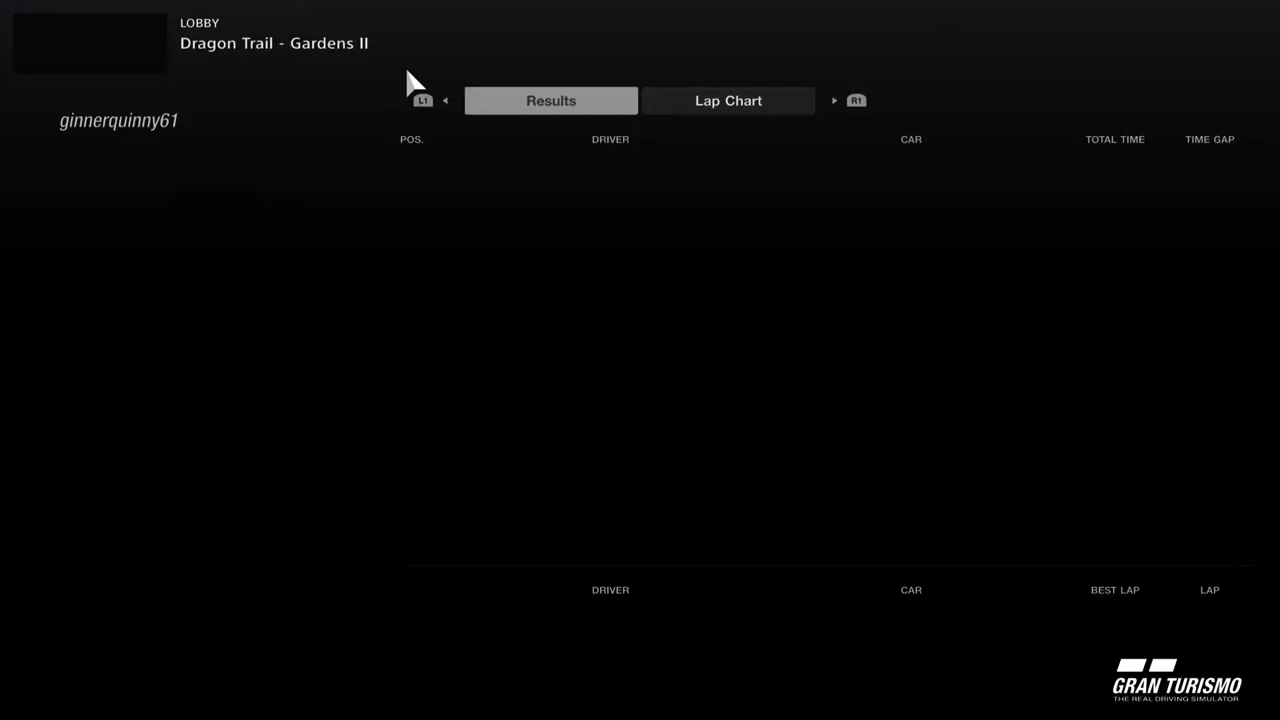 LOBBY
Dragon Trail - Gardens II
L1 Results Lap Chart R1
ginnerquinny61
POS. DRIVER CAR TOTAL TIME TIME GAP
DRIVER CAR BEST LAP LAP
GRAN TURISMO
THE REAL DRIVING SIMULATOR